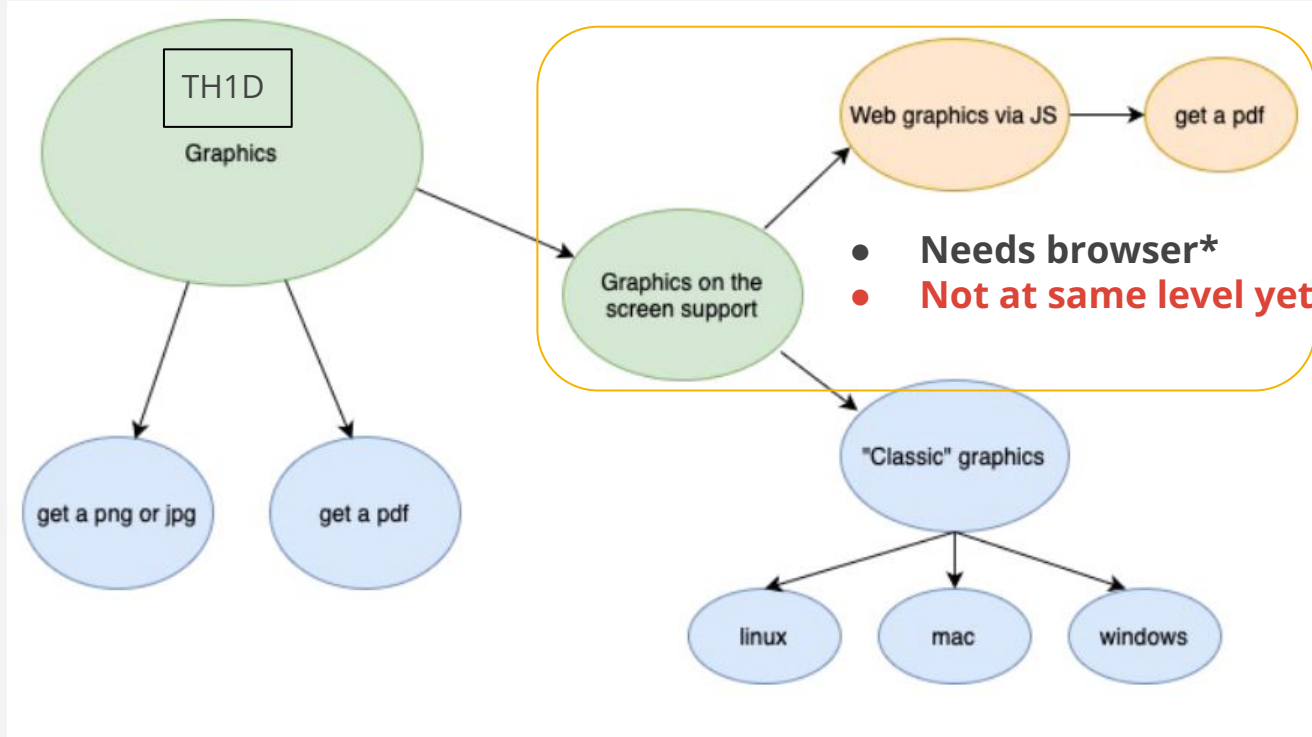 TH1D
Graphics
Web graphics via JS
get a pdf
● Needs browser*
● Not at same level yet
Graphics on the
screen support
"Classic" graphics
get a png or jpg
get a pdf
linux
mac
windows